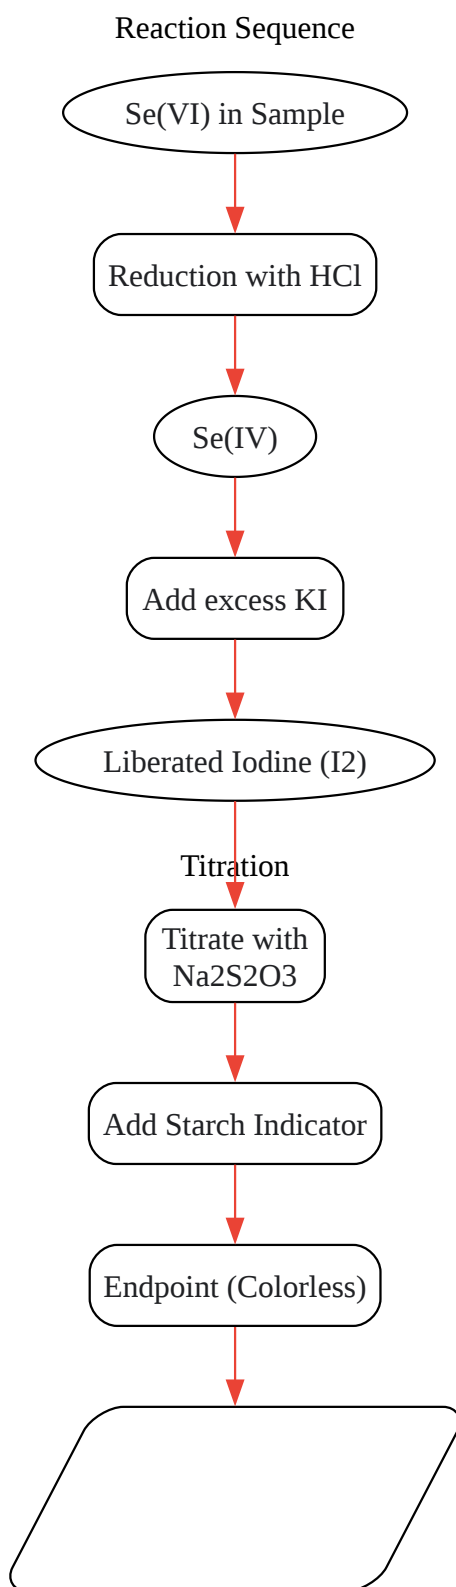 Reaction Sequence
Se(VI) in Sample
Reduction with HCl
Se(IV)
Add excess KI
Liberated Iodine (I2)
Titration
Titrate with
Na2S2O3
Add Starch Indicator
Endpoint (Colorless)